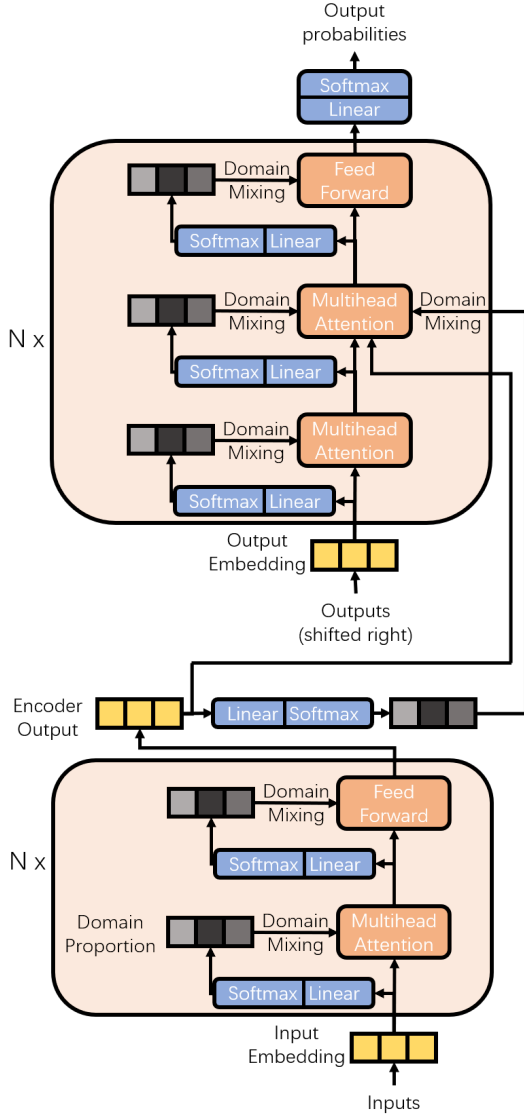 Output
probabilities
Softmax
Linear
Domain
Mixing
Feed
Forward
Softmax Linear
Domain
Mixing
Multihead
Attention
Domain
Mixing
N x
Softmax Linear
Domain
Mixing
Multihead
Attention
Softmax Linear
Output
Embedding
Outputs
(shifted right)
Encoder
Output
Linear Softmax
Domain
Mixing
Feed
Forward
N x
Softmax Linear
Domain
Proportion
Domain
Mixing
Multihead
Attention
Softmax Linear
Input
Embedding
Inputs